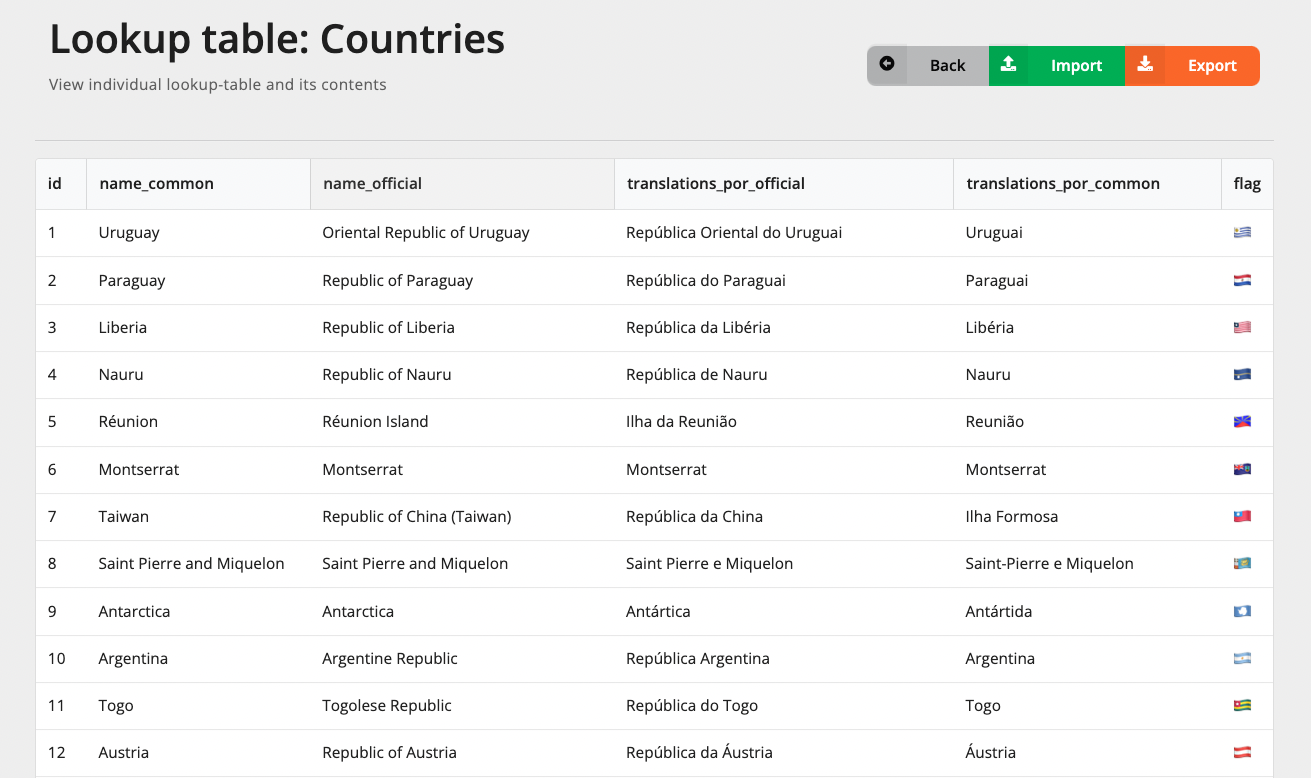 Lookup table: Countries
View individual lookup-table and its contents
Back Import Export
id name_common name_official translations_por_official translations_por_common flag
1 Uruguay Oriental Republic of Uruguay República Oriental do Uruguai Uruguai
2 Paraguay Republic of Paraguay República do Paraguai Paraguai
3 Liberia Republic of Liberia República da Libéria Libéria
4 Nauru Republic of Nauru República de Nauru Nauru
5 Réunion Réunion Island Ilha da Reunião Reunião
6 Montserrat Montserrat Montserrat Montserrat
7 Taiwan Republic of China (Taiwan) República da China Ilha Formosa
8 Saint Pierre and Miquelon Saint Pierre and Miquelon Saint Pierre e Miquelon Saint-Pierre e Miquelon
9 Antarctica Antarctica Antártica Antártida
10 Argentina Argentine Republic República Argentina Argentina
11 Togo Togolese Republic República do Togo Togo
12 Austria Republic of Austria República da Áustria Áustria